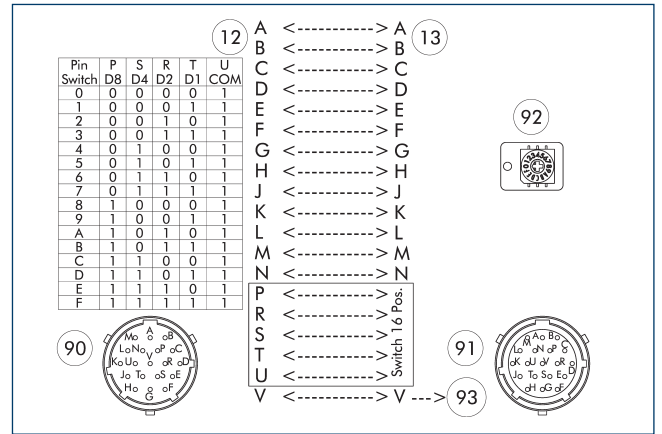 12 A <-----------> A 13
B <-----------> B
C <-----------> C
D <-----------> D
E <-----------> E
F <-----------> F
G <-----------> G
H <-----------> H
J <-----------> J
K <-----------> K
L <-----------> L
M <-----------> M
N <-----------> N
P <----------->
R <----------->
S <----------->
T <----------->
U <----------->
Switch 16 Pos.
V <-----------> V ---> 93
Pin P S R T U
Switch D8 D4 D2 D1 COM
0 0 0 0 0 1
1 0 0 0 1 1
2 0 0 1 0 1
3 0 0 1 1 1
4 0 1 0 0 1
5 0 1 0 1 1
6 0 1 1 0 1
7 0 1 1 1 1
8 1 0 0 0 1
9 1 0 0 1 1
A 1 0 1 0 1
B 1 0 1 1 1
C 1 1 0 0 1
D 1 1 0 1 1
E 1 1 1 0 1
F 1 1 1 1 1
92
90
A
M B
L N P C
V
K U R D
J T S E
H F
G
91
A B
M
L N P C
K U V R
D
J T S E
H G F